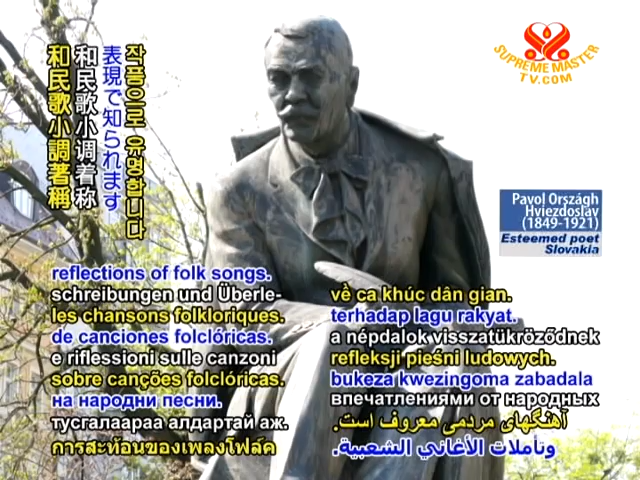 SUPREME MASTER
TV.COM
작품으로 유명합니다
表現で知られます
和民歌小调着称
和民歌小調著稱
Pavol Országh
Hviezdoslav
(1849-1921)
Esteemed poet
Slovakia
reflections of folk songs.
schreibungen und Überle-
les chansons folkloriques.
de canciones folclóricas.
e riflessioni sulle canzoni
sobre canções folclóricas.
на народни песни.
тусгалаараа алдартай аж.
การสะท้อนของเพลงโฟล์ค
về ca khúc dân gian.
terhadap lagu rakyat.
a népdalok visszatükröződnek
refleksji pieśni ludowych.
bukeza kwezingoma zabadala
впечатлениями от народных
آهنگهای مردمی معروف است.
وتأملات الأغاني الشعبية.